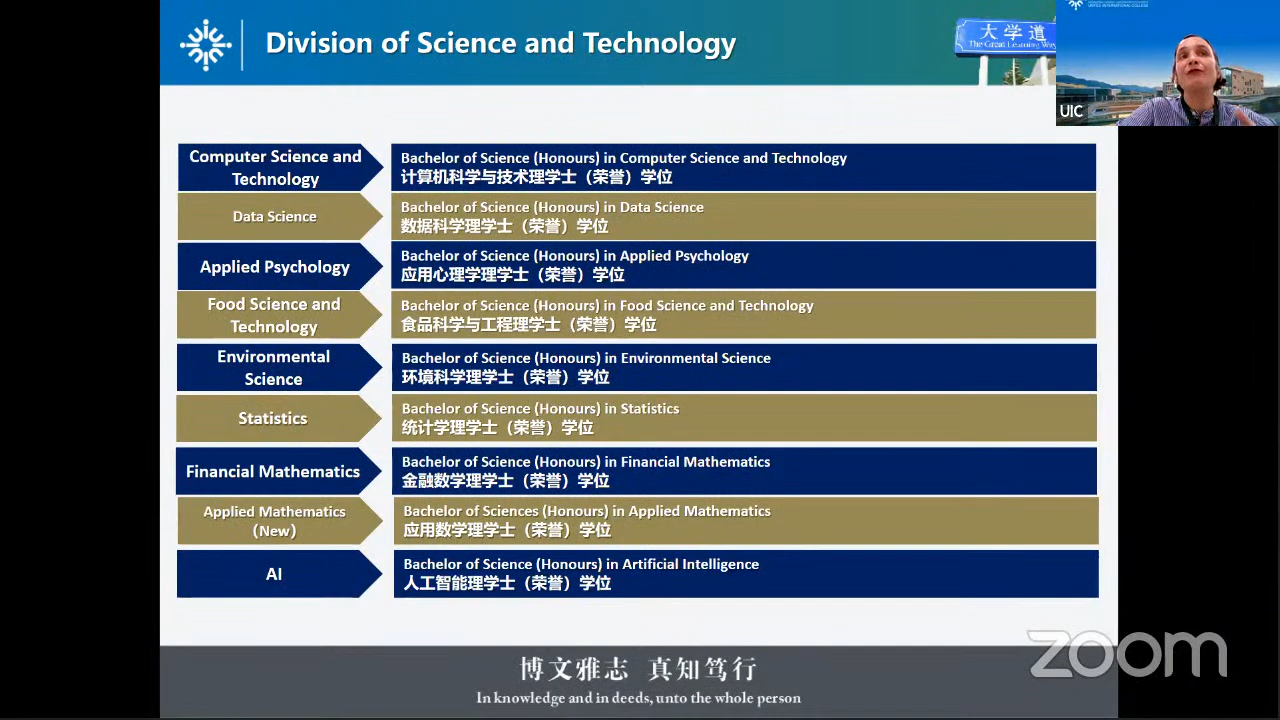 Division of Science and Technology
大学道
The Great Learning Way
UIC
Computer Science and
Technology
Bachelor of Science (Honours) in Computer Science and Technology
计算机科学与技术理学士（荣誉）学位
Data Science
Bachelor of Science (Honours) in Data Science
数据科学理学士（荣誉）学位
Applied Psychology
Bachelor of Science (Honours) in Applied Psychology
应用心理学理学士（荣誉）学位
Food Science and
Technology
Bachelor of Science (Honours) in Food Science and Technology
食品科学与工程理学士（荣誉）学位
Environmental
Science
Bachelor of Science (Honours) in Environmental Science
环境科学理学士（荣誉）学位
Statistics
Bachelor of Science (Honours) in Statistics
统计学理学士（荣誉）学位
Financial Mathematics
Bachelor of Science (Honours) in Financial Mathematics
金融数学理学士（荣誉）学位
Applied Mathematics
（New）
Bachelor of Sciences (Honours) in Applied Mathematics
应用数学理学士（荣誉）学位
AI
Bachelor of Science (Honours) in Artificial Intelligence
人工智能理学士（荣誉）学位
zoom
博文雅志 真知笃行
In knowledge and in deeds, unto the whole person